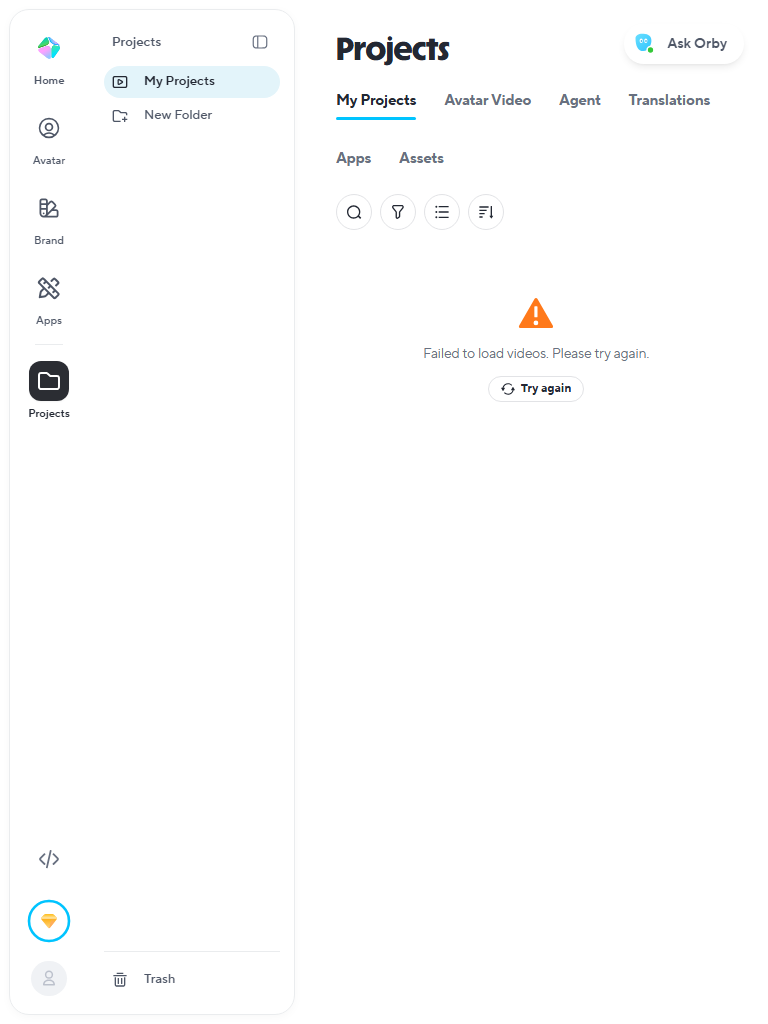 Home
Avatar
Brand
Apps
Projects
Projects
My Projects
New Folder
Trash
Projects
Ask Orby
My Projects
Avatar Video
Agent
Translations
Apps
Assets
Failed to load videos. Please try again.
Try again